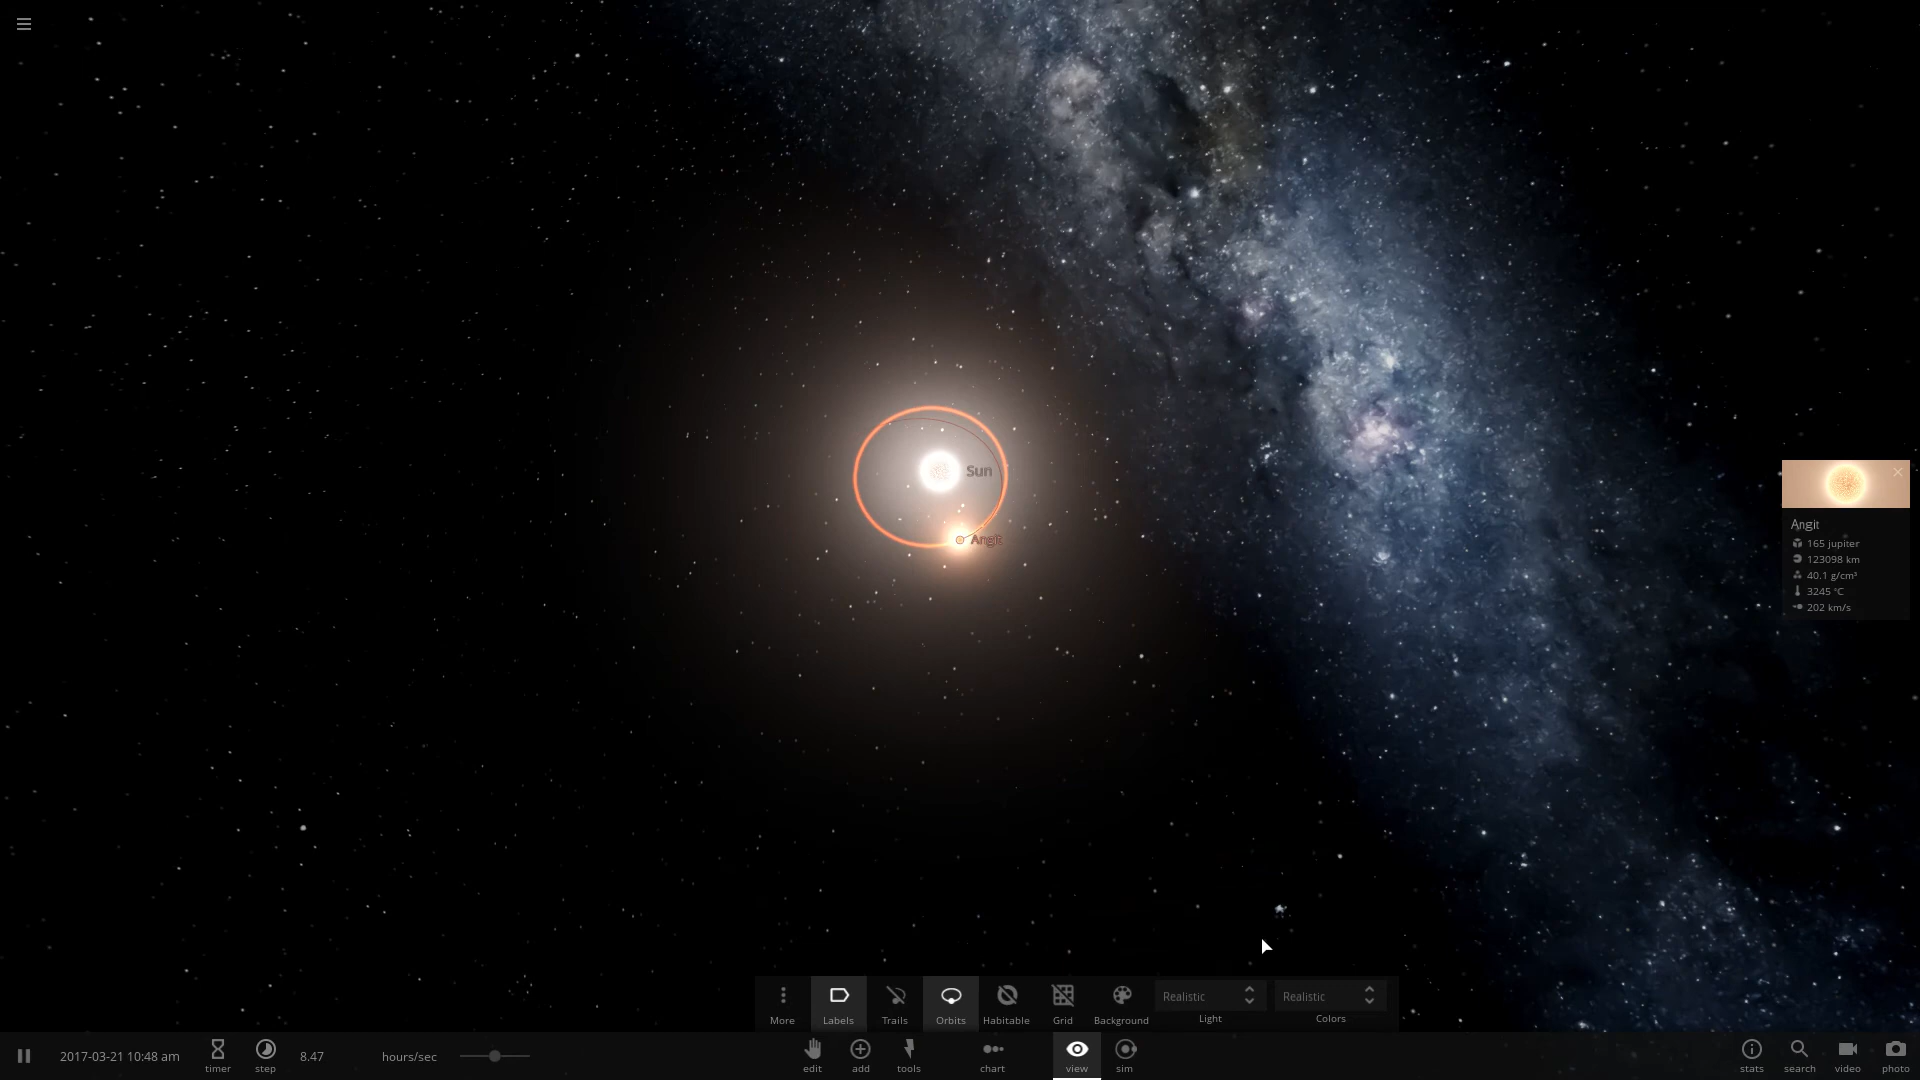 Sun
Angit
Angit
165 jupiter
123098 km
40.1 g/cm³
3245 °C
202 km/s
More
Labels
Trails
Orbits
Habitable
Grid
Background
Realistic
Light
Realistic
Colors
2017-03-21 10:48 am
timer
step
8.47
hours/sec
edit
add
tools
chart
view
sim
stats
search
video
photo